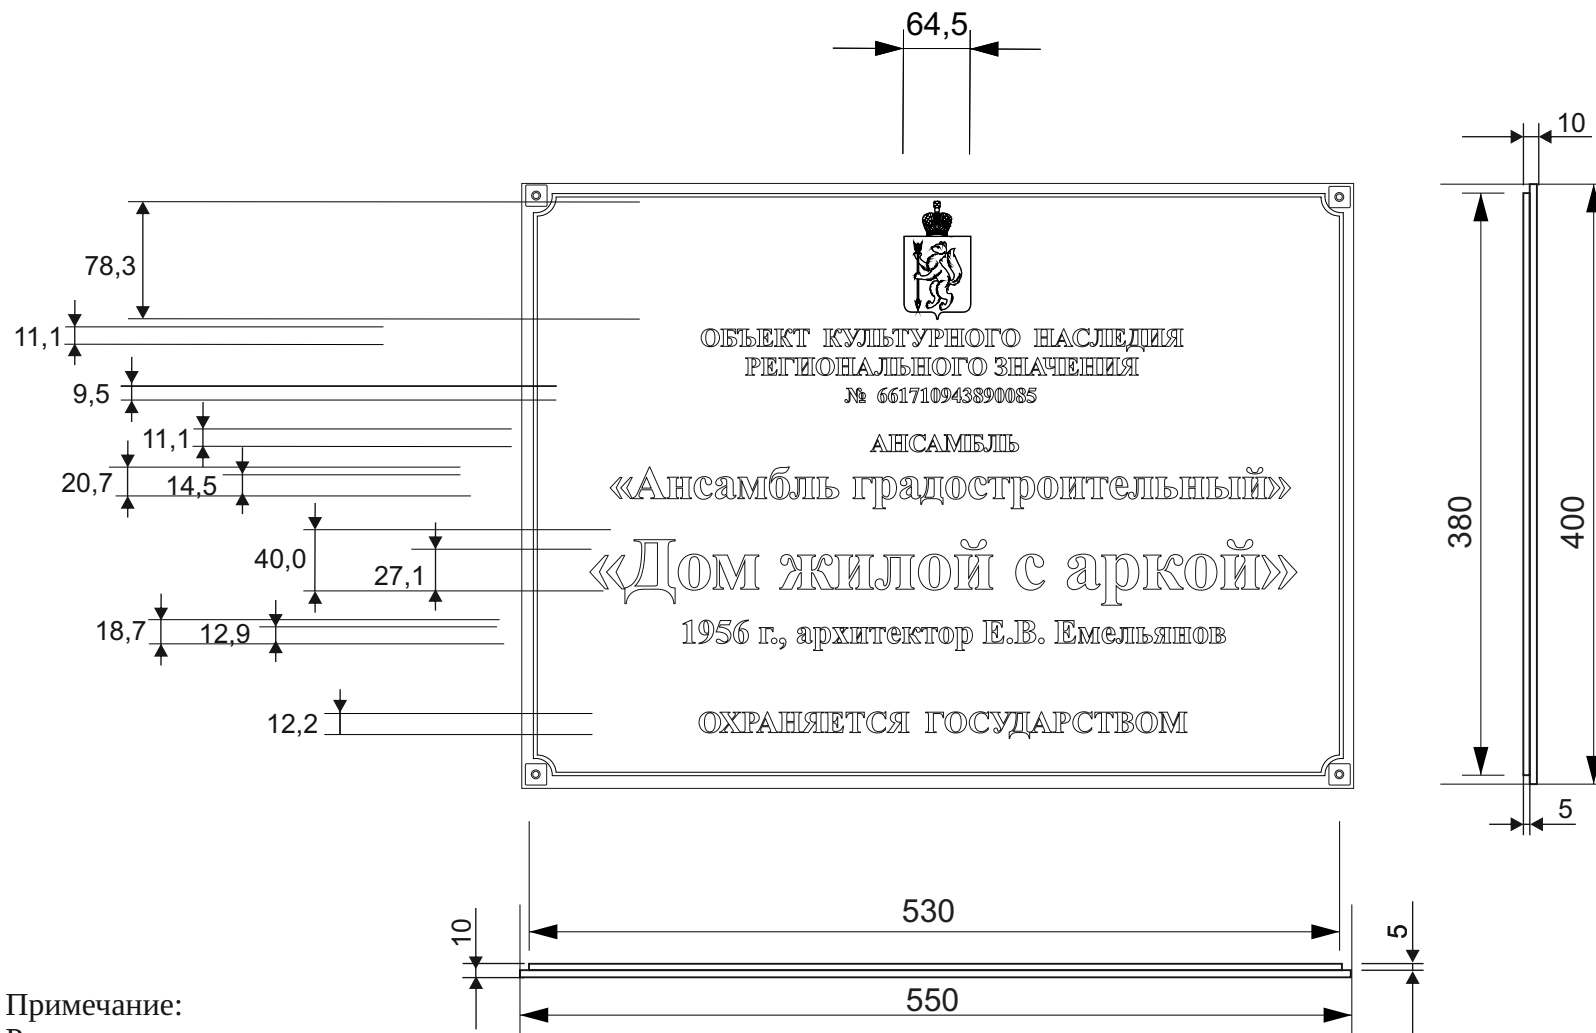 64,5
10
78,3
11,1
ОБЪЕКТ КУЛЬТУРНОГО НАСЛЕДИЯ
РЕГИОНАЛЬНОГО ЗНАЧЕНИЯ
9,5
№ 661710943890085
11,1
АНСАМБЛЬ
20,7
14,5
«Ансамбль градостроительный»
380
400
40,0
27,1
«Дом жилой с аркой»
18,7
12,9
1956 г., архитектор Е.В. Емельянов
12,2
ОХРАНЯЕТСЯ ГОСУДАРСТВОМ
5
530
10
5
550
Примечание: